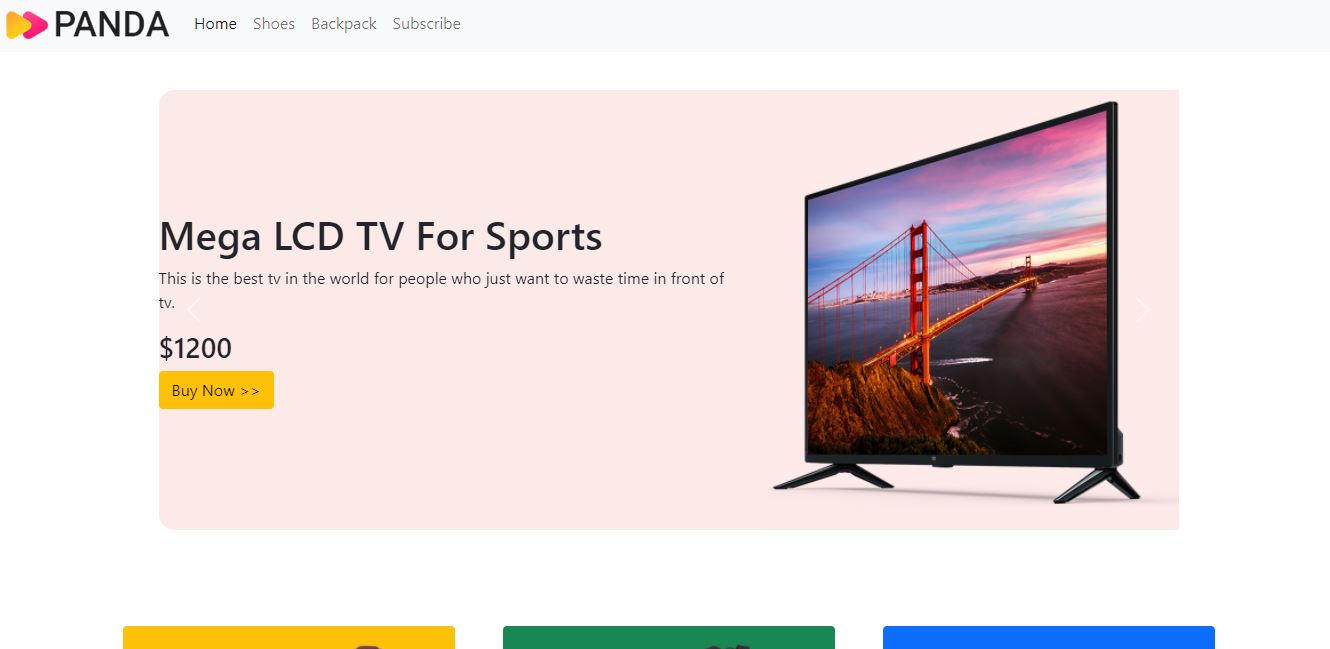 PANDA
Home
Shoes
Backpack
Subscribe
Mega LCD TV For Sports
This is the best tv in the world for people who just want to waste time in front of
tv.
$1200
Buy Now >>